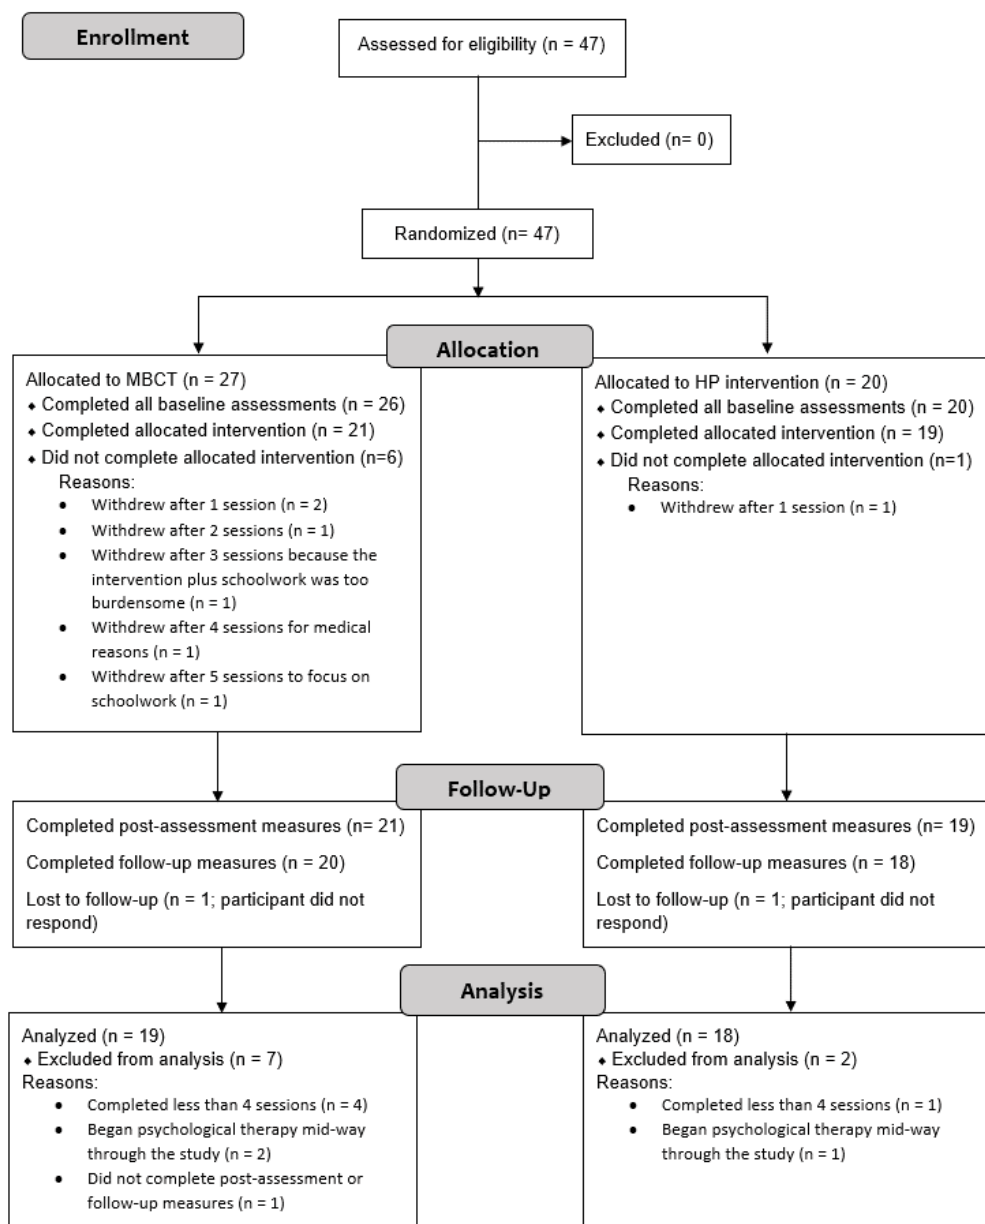 Enrollment
Assessed for eligibility (n = 47)
Excluded (n= 0)
Randomized (n= 47)
Allocation
Allocated to MBCT (n = 27)
⬥ Completed all baseline assessments (n = 26)
⬥ Completed allocated intervention (n = 21)
⬥ Did not complete allocated intervention (n=6)
Reasons:
• Withdrew after 1 session (n = 2)
• Withdrew after 2 sessions (n = 1)
• Withdrew after 3 sessions because the
intervention plus schoolwork was too
burdensome (n = 1)
• Withdrew after 4 sessions for medical
reasons (n = 1)
• Withdrew after 5 sessions to focus on
schoolwork (n = 1)
Allocated to HP intervention (n = 20)
⬥ Completed all baseline assessments (n = 20)
⬥ Completed allocated intervention (n = 19)
⬥ Did not complete allocated intervention (n=1)
Reasons:
• Withdrew after 1 session (n = 1)
Follow-Up
Completed post-assessment measures (n= 21)
Completed follow-up measures (n = 20)
Lost to follow-up (n = 1; participant did not
respond)
Completed post-assessment measures (n= 19)
Completed follow-up measures (n = 18)
Lost to follow-up (n = 1; participant did not
respond)
Analysis
Analyzed (n = 19)
⬥ Excluded from analysis (n = 7)
Reasons:
• Completed less than 4 sessions (n = 4)
• Began psychological therapy mid-way
through the study (n = 2)
• Did not complete post-assessment or
follow-up measures (n = 1)
Analyzed (n = 18)
⬥ Excluded from analysis (n = 2)
Reasons:
• Completed less than 4 sessions (n = 1)
• Began psychological therapy mid-way
through the study (n = 1)